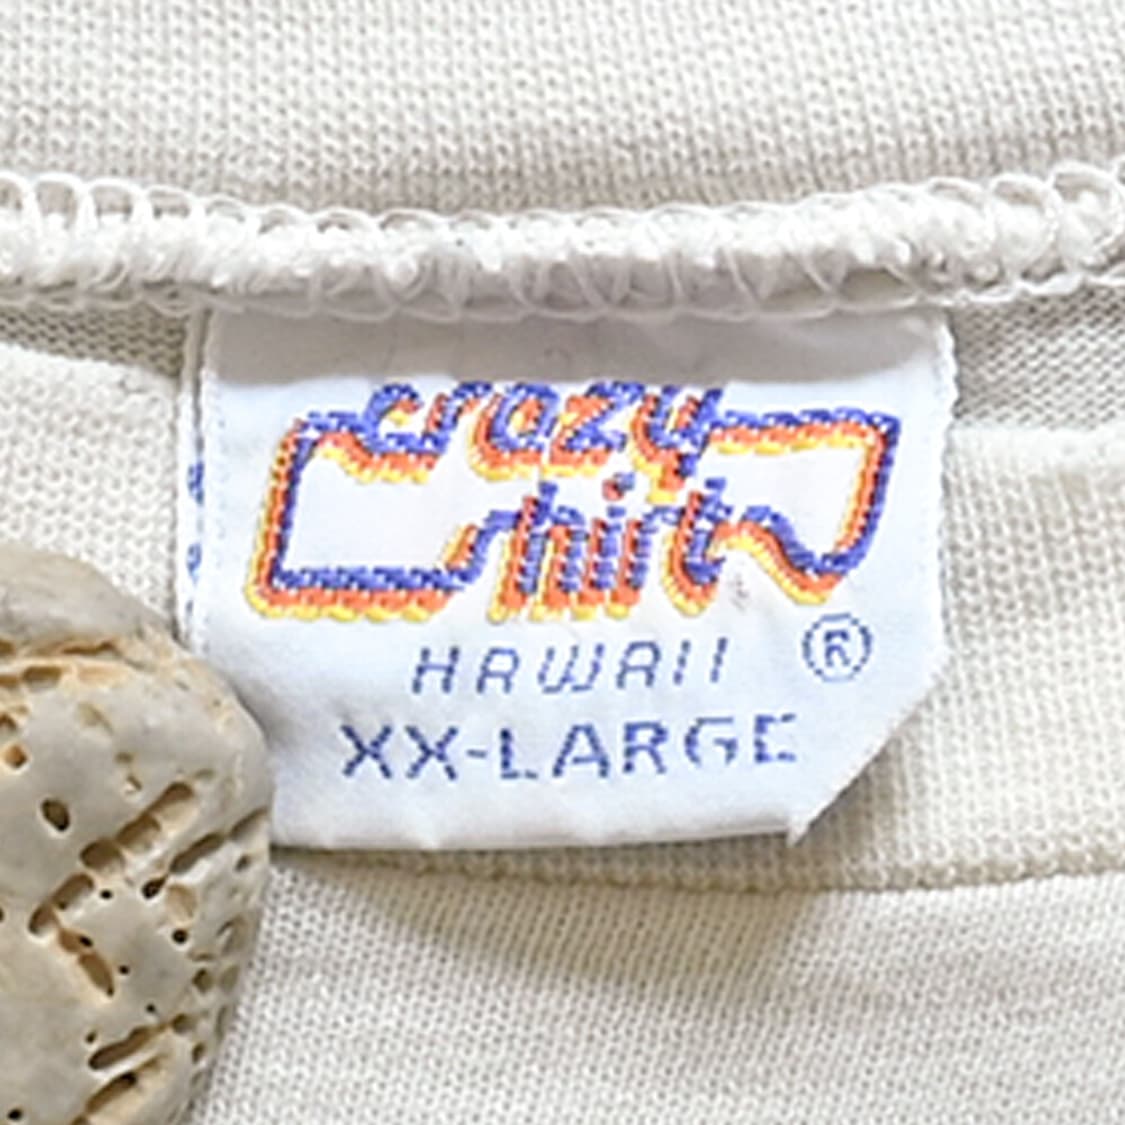 crazy
shirts
HAWAII ®
XX-LARGE